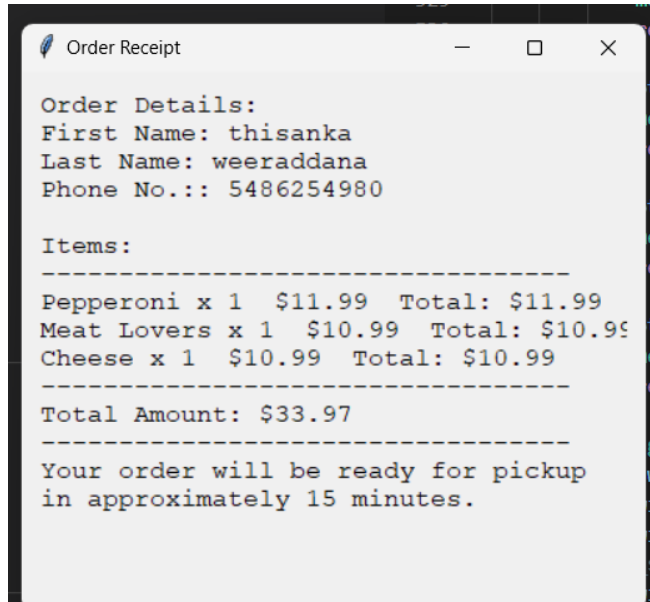 Order Receipt
Order Details:
First Name: thisanka
Last Name: weeraddana
Phone No.:: 5486254980
Items:
----------------------------------
Pepperoni x 1  $11.99  Total: $11.99
Meat Lovers x 1  $10.99  Total: $10.99
Cheese x 1  $10.99  Total: $10.99
----------------------------------
Total Amount: $33.97
----------------------------------
Your order will be ready for pickup
in approximately 15 minutes.